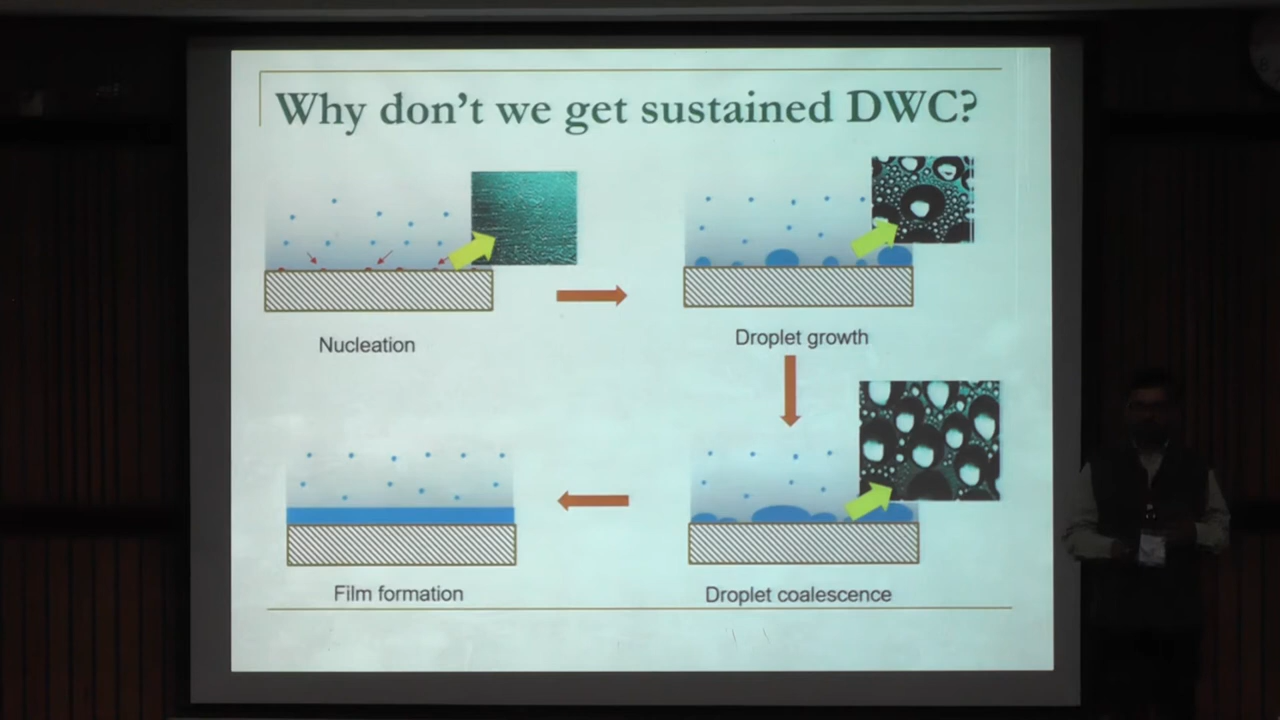 Why don't we get sustained DWC?
Nucleation
Droplet growth
Film formation
Droplet coalescence